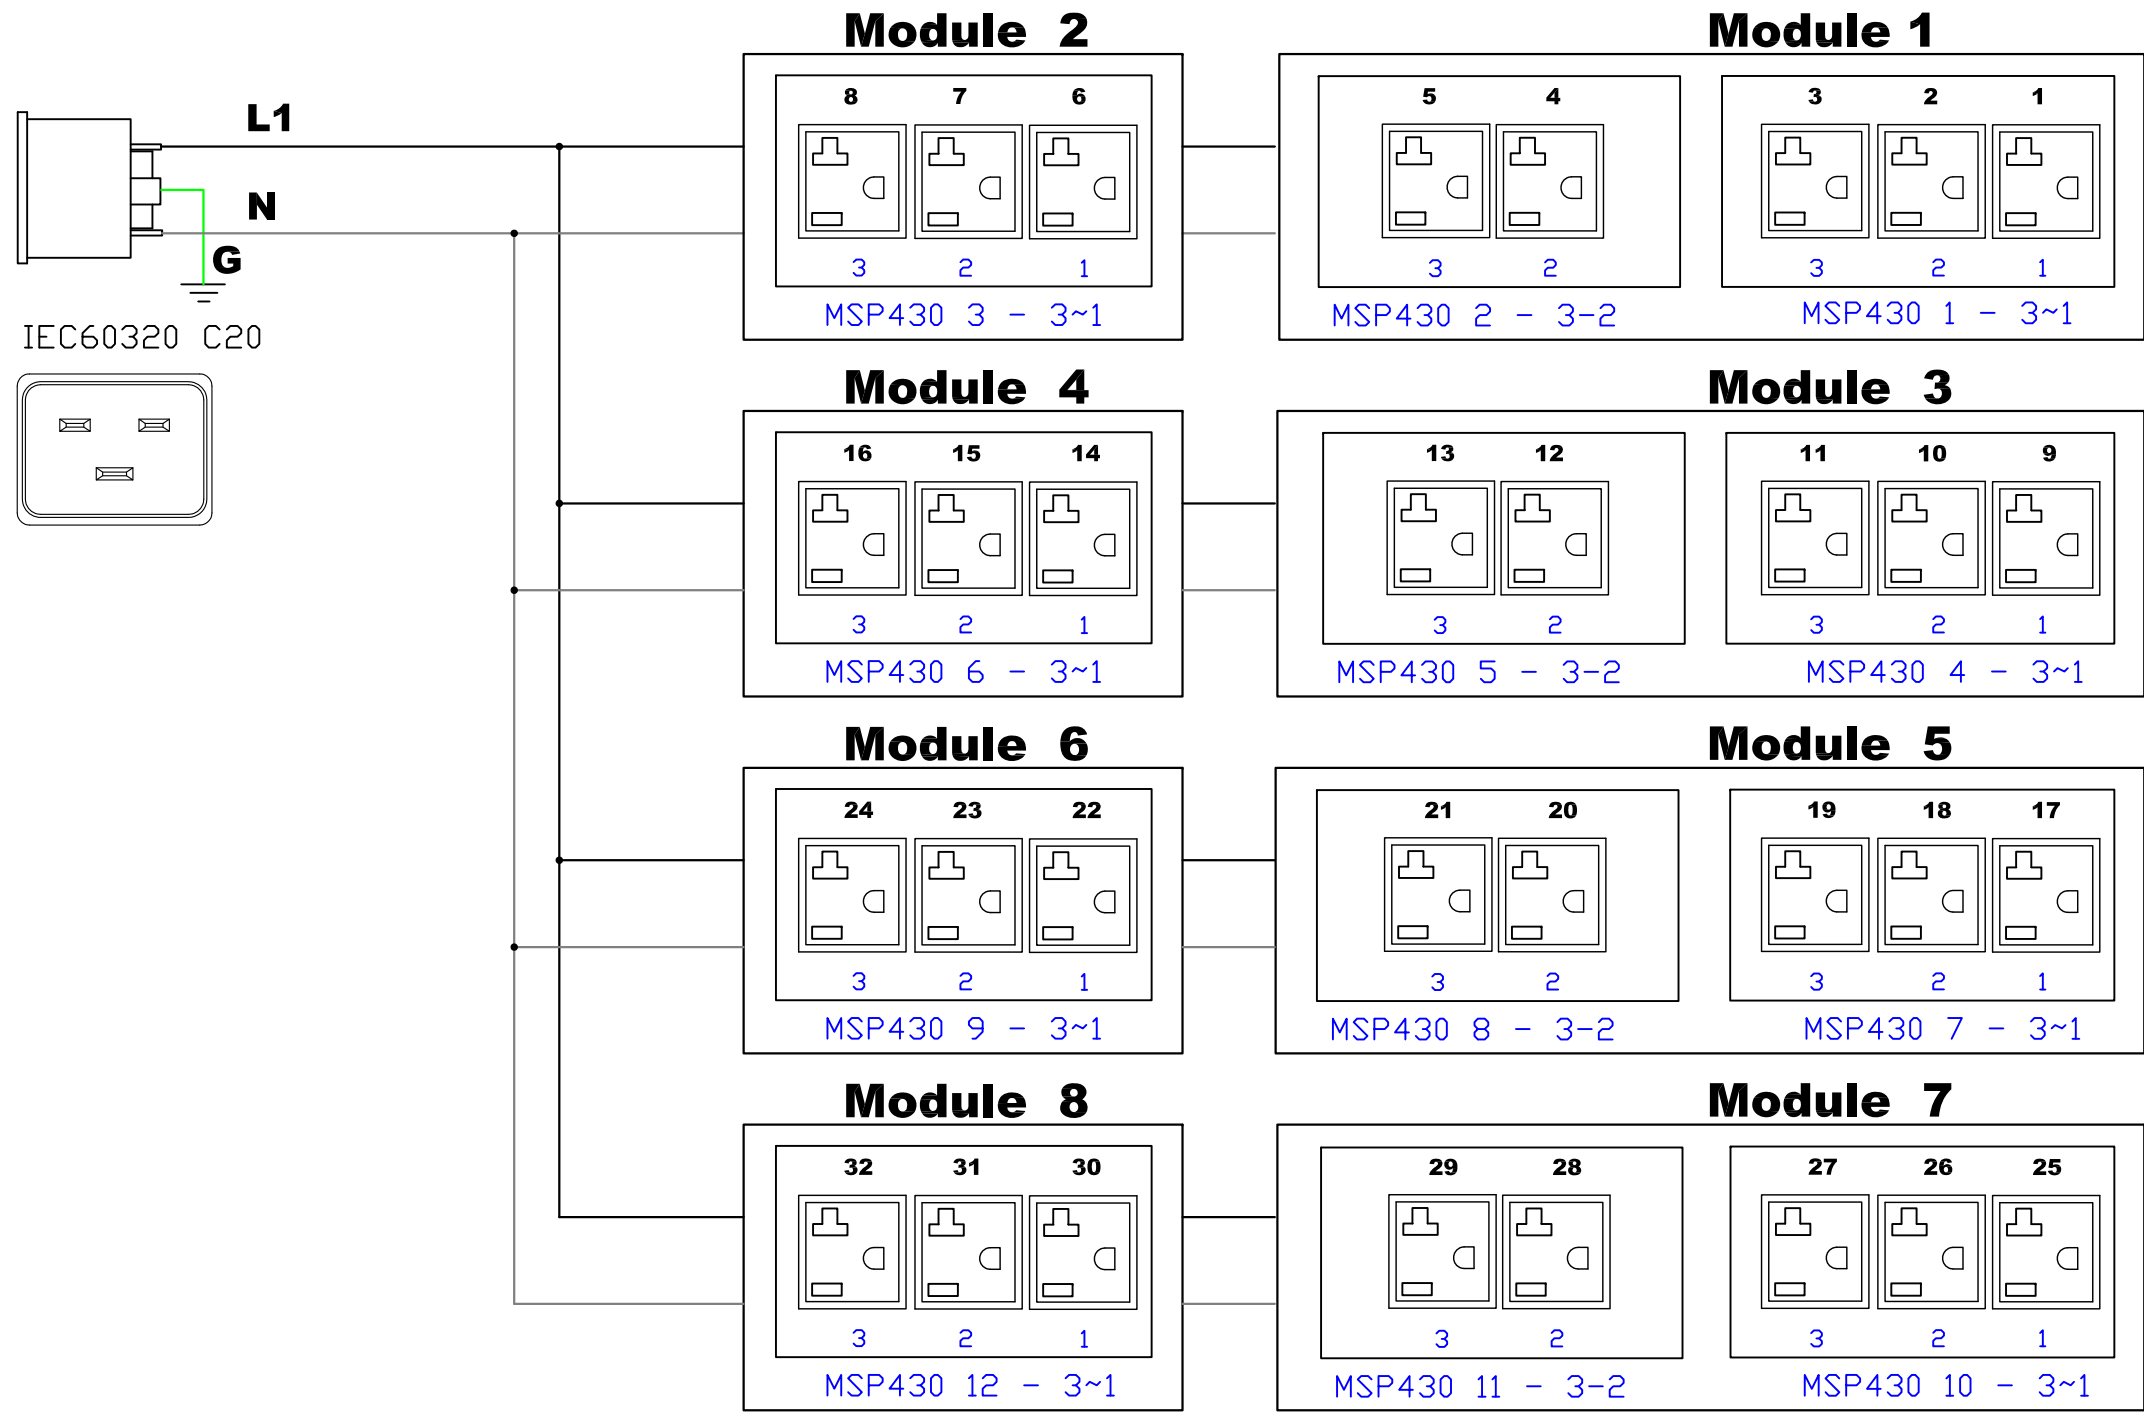 Module 2
Module 1
L1
N
G
IEC60320 C20
8 7 6
3 2 1
MSP430 3 - 3~1
5 4
3 2
MSP430 2 - 3-2
3 2 1
3 2 1
MSP430 1 - 3~1
Module 4
Module 3
16 15 14
3 2 1
MSP430 6 - 3~1
13 12
3 2
MSP430 5 - 3-2
11 10 9
3 2 1
MSP430 4 - 3~1
Module 6
Module 5
24 23 22
3 2 1
MSP430 9 - 3~1
21 20
3 2
MSP430 8 - 3-2
19 18 17
3 2 1
MSP430 7 - 3~1
Module 8
Module 7
32 31 30
3 2 1
MSP430 12 - 3~1
29 28
3 2
MSP430 11 - 3-2
27 26 25
3 2 1
MSP430 10 - 3~1